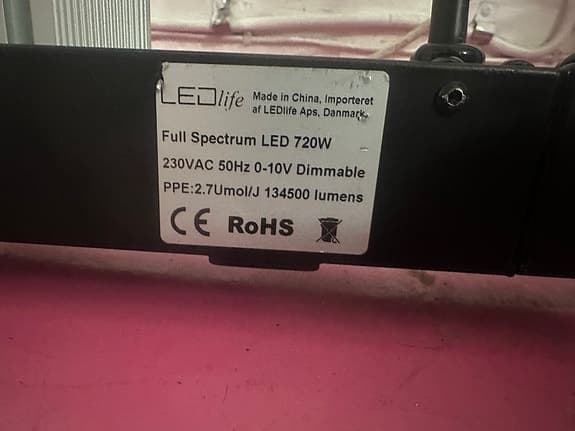 LEDlife Made in China, Importeret
af LEDlife Aps, Danmark.
Full Spectrum LED 720W
230VAC 50Hz 0-10V Dimmable
PPE:2.7Umol/J 134500 lumens
CE RoHS